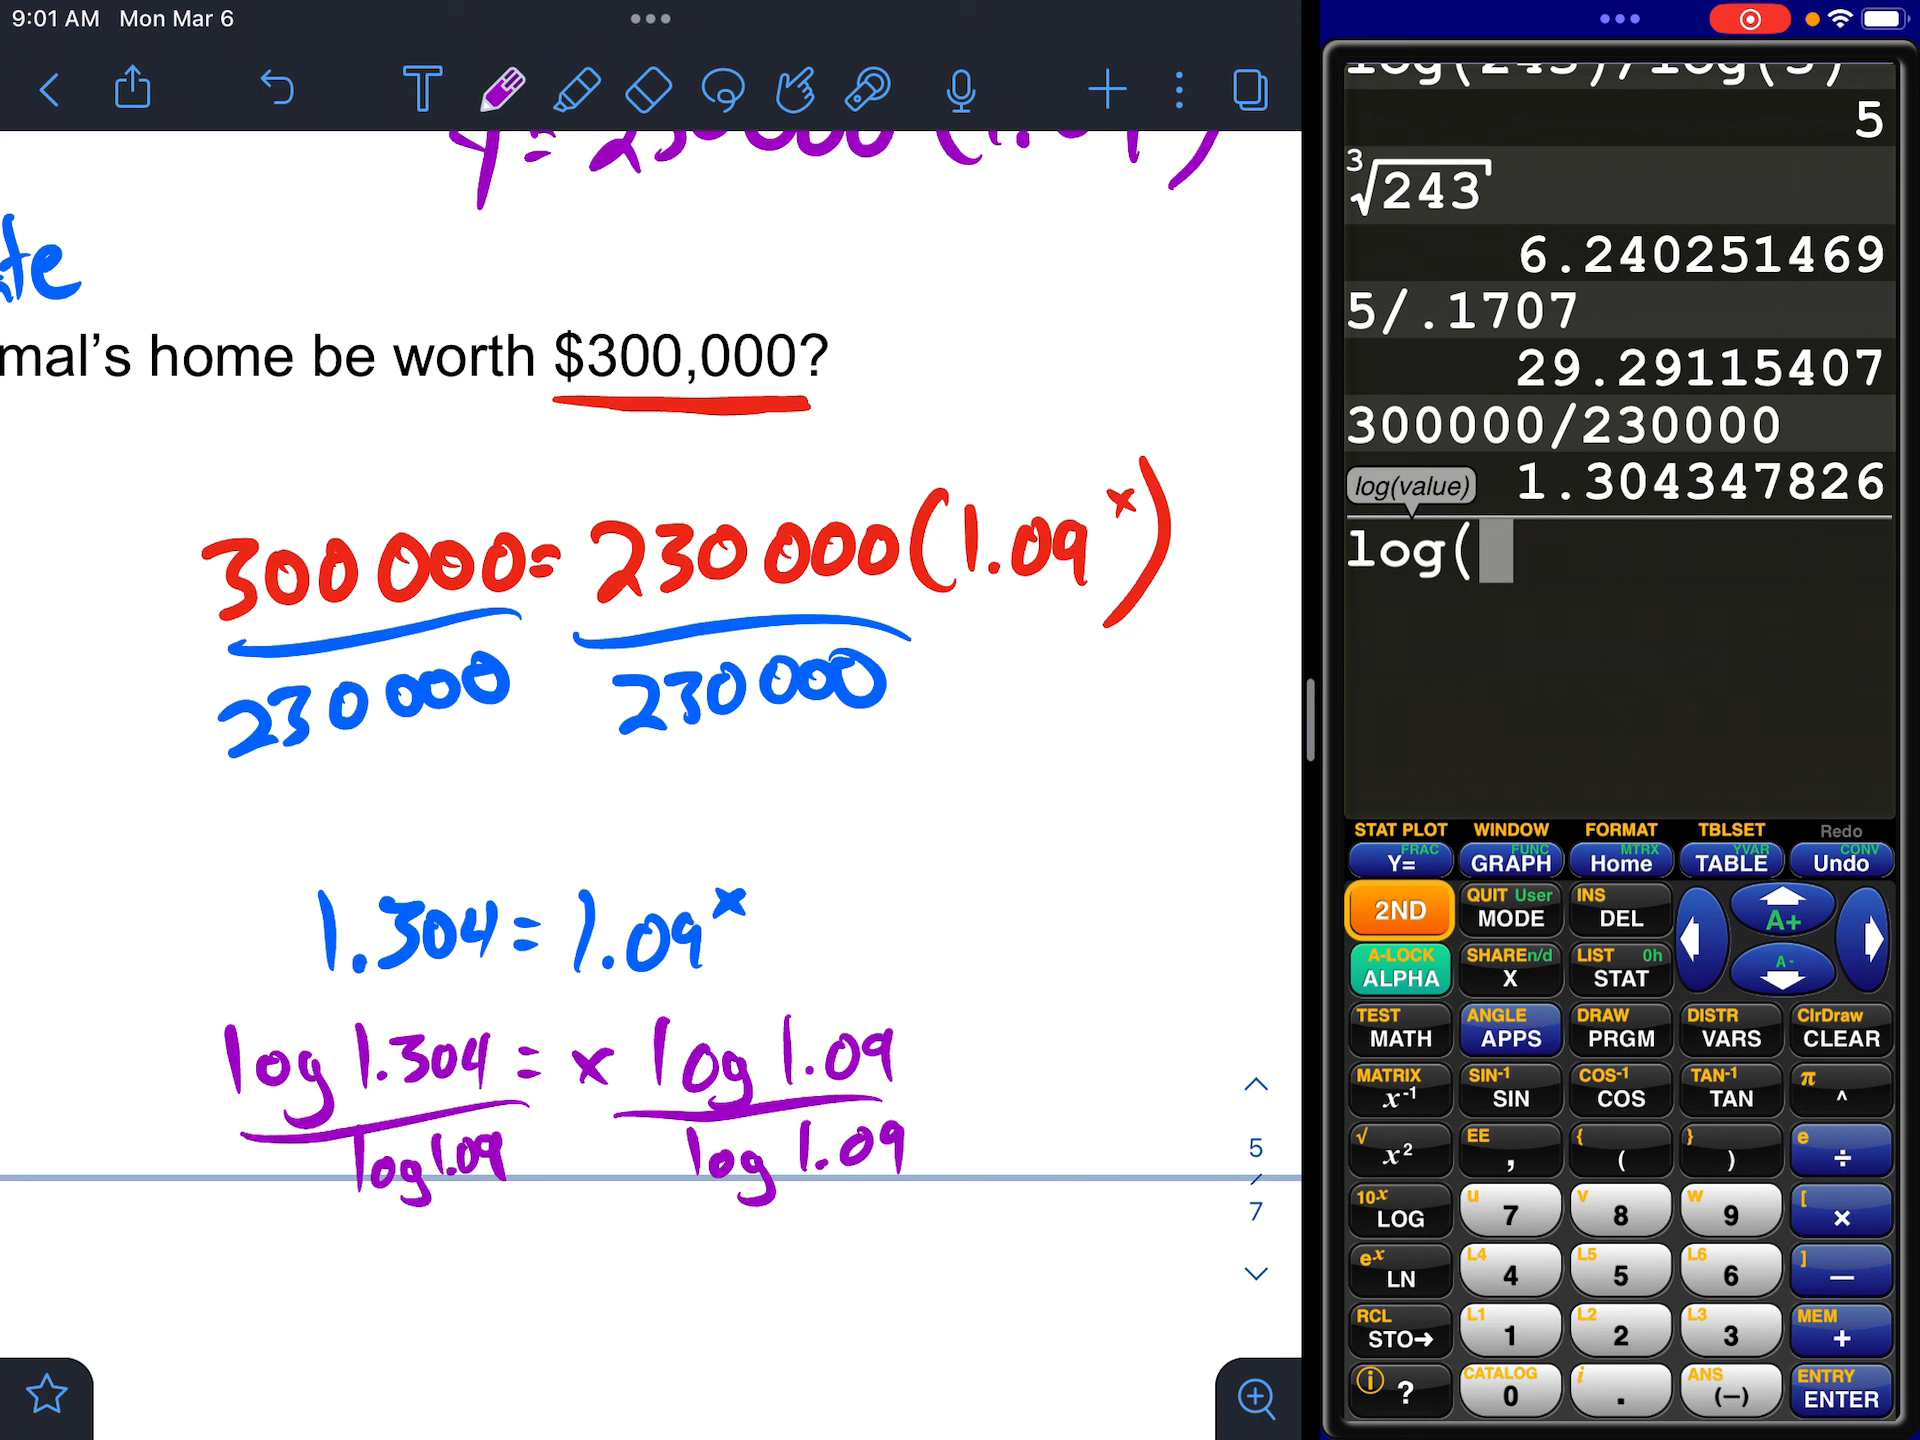 9:01 AM Mon Mar 6
T
te
mal's home be worth $300,000?
300 000 = 230 000 (1.09^x)
230 000 230 000
1.304 = 1.09^x
log 1.304 = x log 1.09
log 1.09 log 1.09
5
/
7
log(243)/log(3)
5
³√243
6.240251469
5/.1707
29.29115407
300000/230000
log(value) 1.304347826
log(
STAT PLOT WINDOW FORMAT TBLSET Redo
FRAC FUNC MTRX YVAR CONV
Y= GRAPH Home TABLE Undo
QUIT User INS
2ND MODE DEL A+
A-LOCK SHARE n/d LIST 0h A-
ALPHA X STAT
TEST ANGLE DRAW DISTR ClrDraw
MATH APPS PRGM VARS CLEAR
MATRIX SIN⁻¹ COS⁻¹ TAN⁻¹ π
x⁻¹ SIN COS TAN ^
√ EE { } e
x² , ( ) ÷
10ˣ u v w [
LOG 7 8 9 ×
eˣ L4 L5 L6 ]
LN 4 5 6 −
RCL L1 L2 L3 MEM
STO→ 1 2 3 +
i CATALOG i ANS ENTRY
? 0 . (−) ENTER